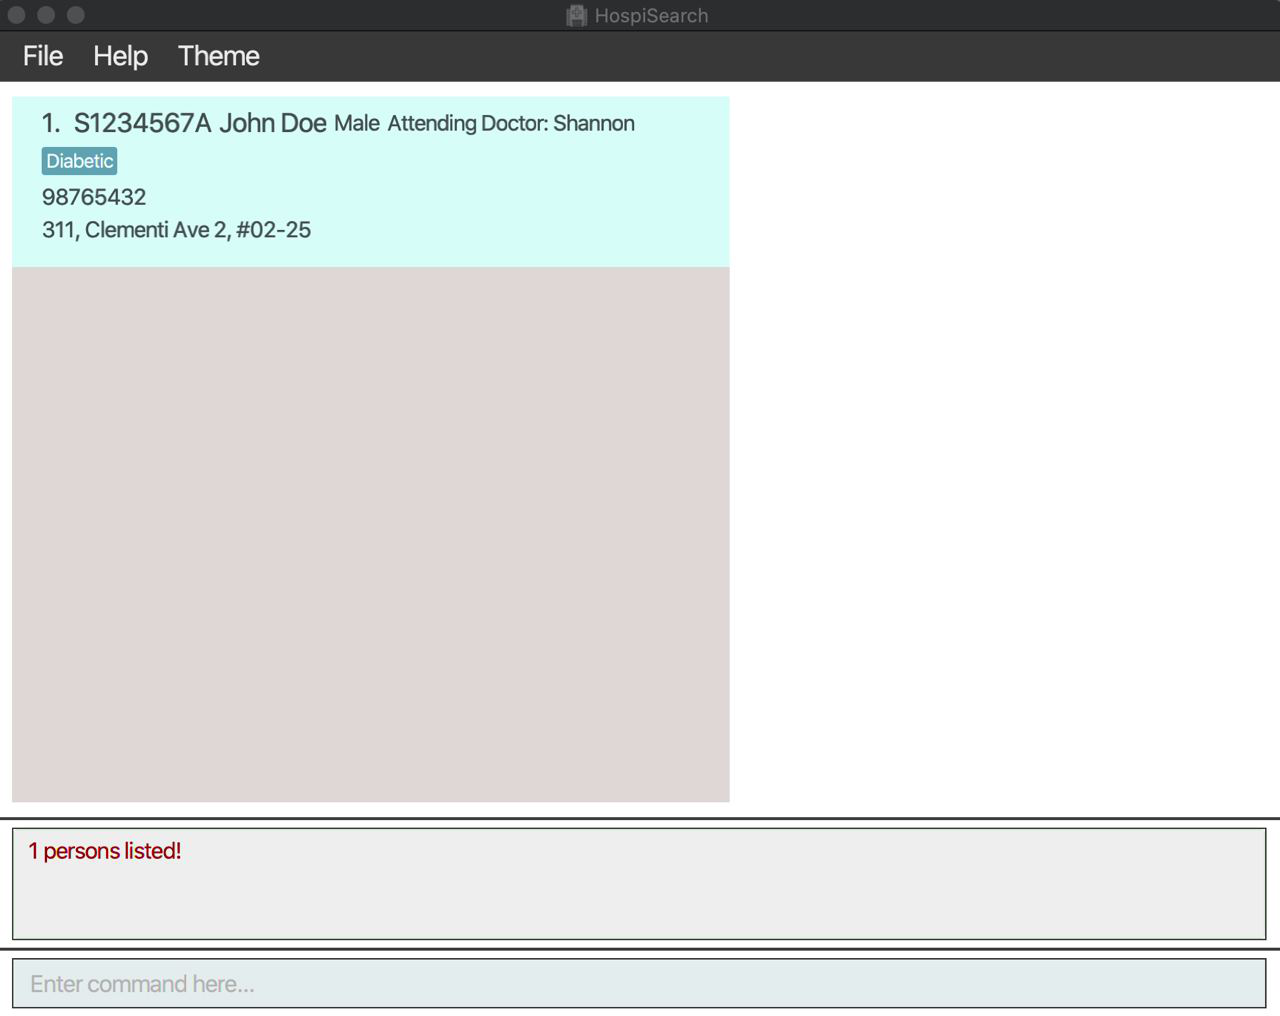 HospiSearch
File Help Theme
1. S1234567A John Doe Male Attending Doctor: Shannon
Diabetic
98765432
311, Clementi Ave 2, #02-25
1 persons listed!
Enter command here...